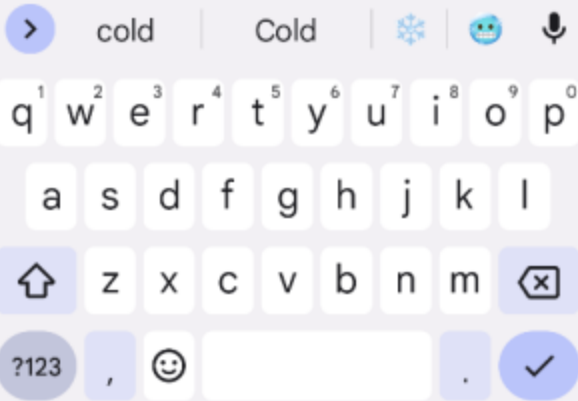 cold Cold
q1 w2 e3 r4 t5 y6 u7 i8 o9 p0
a s d f g h j k l
z x c v b n m
?123 , .